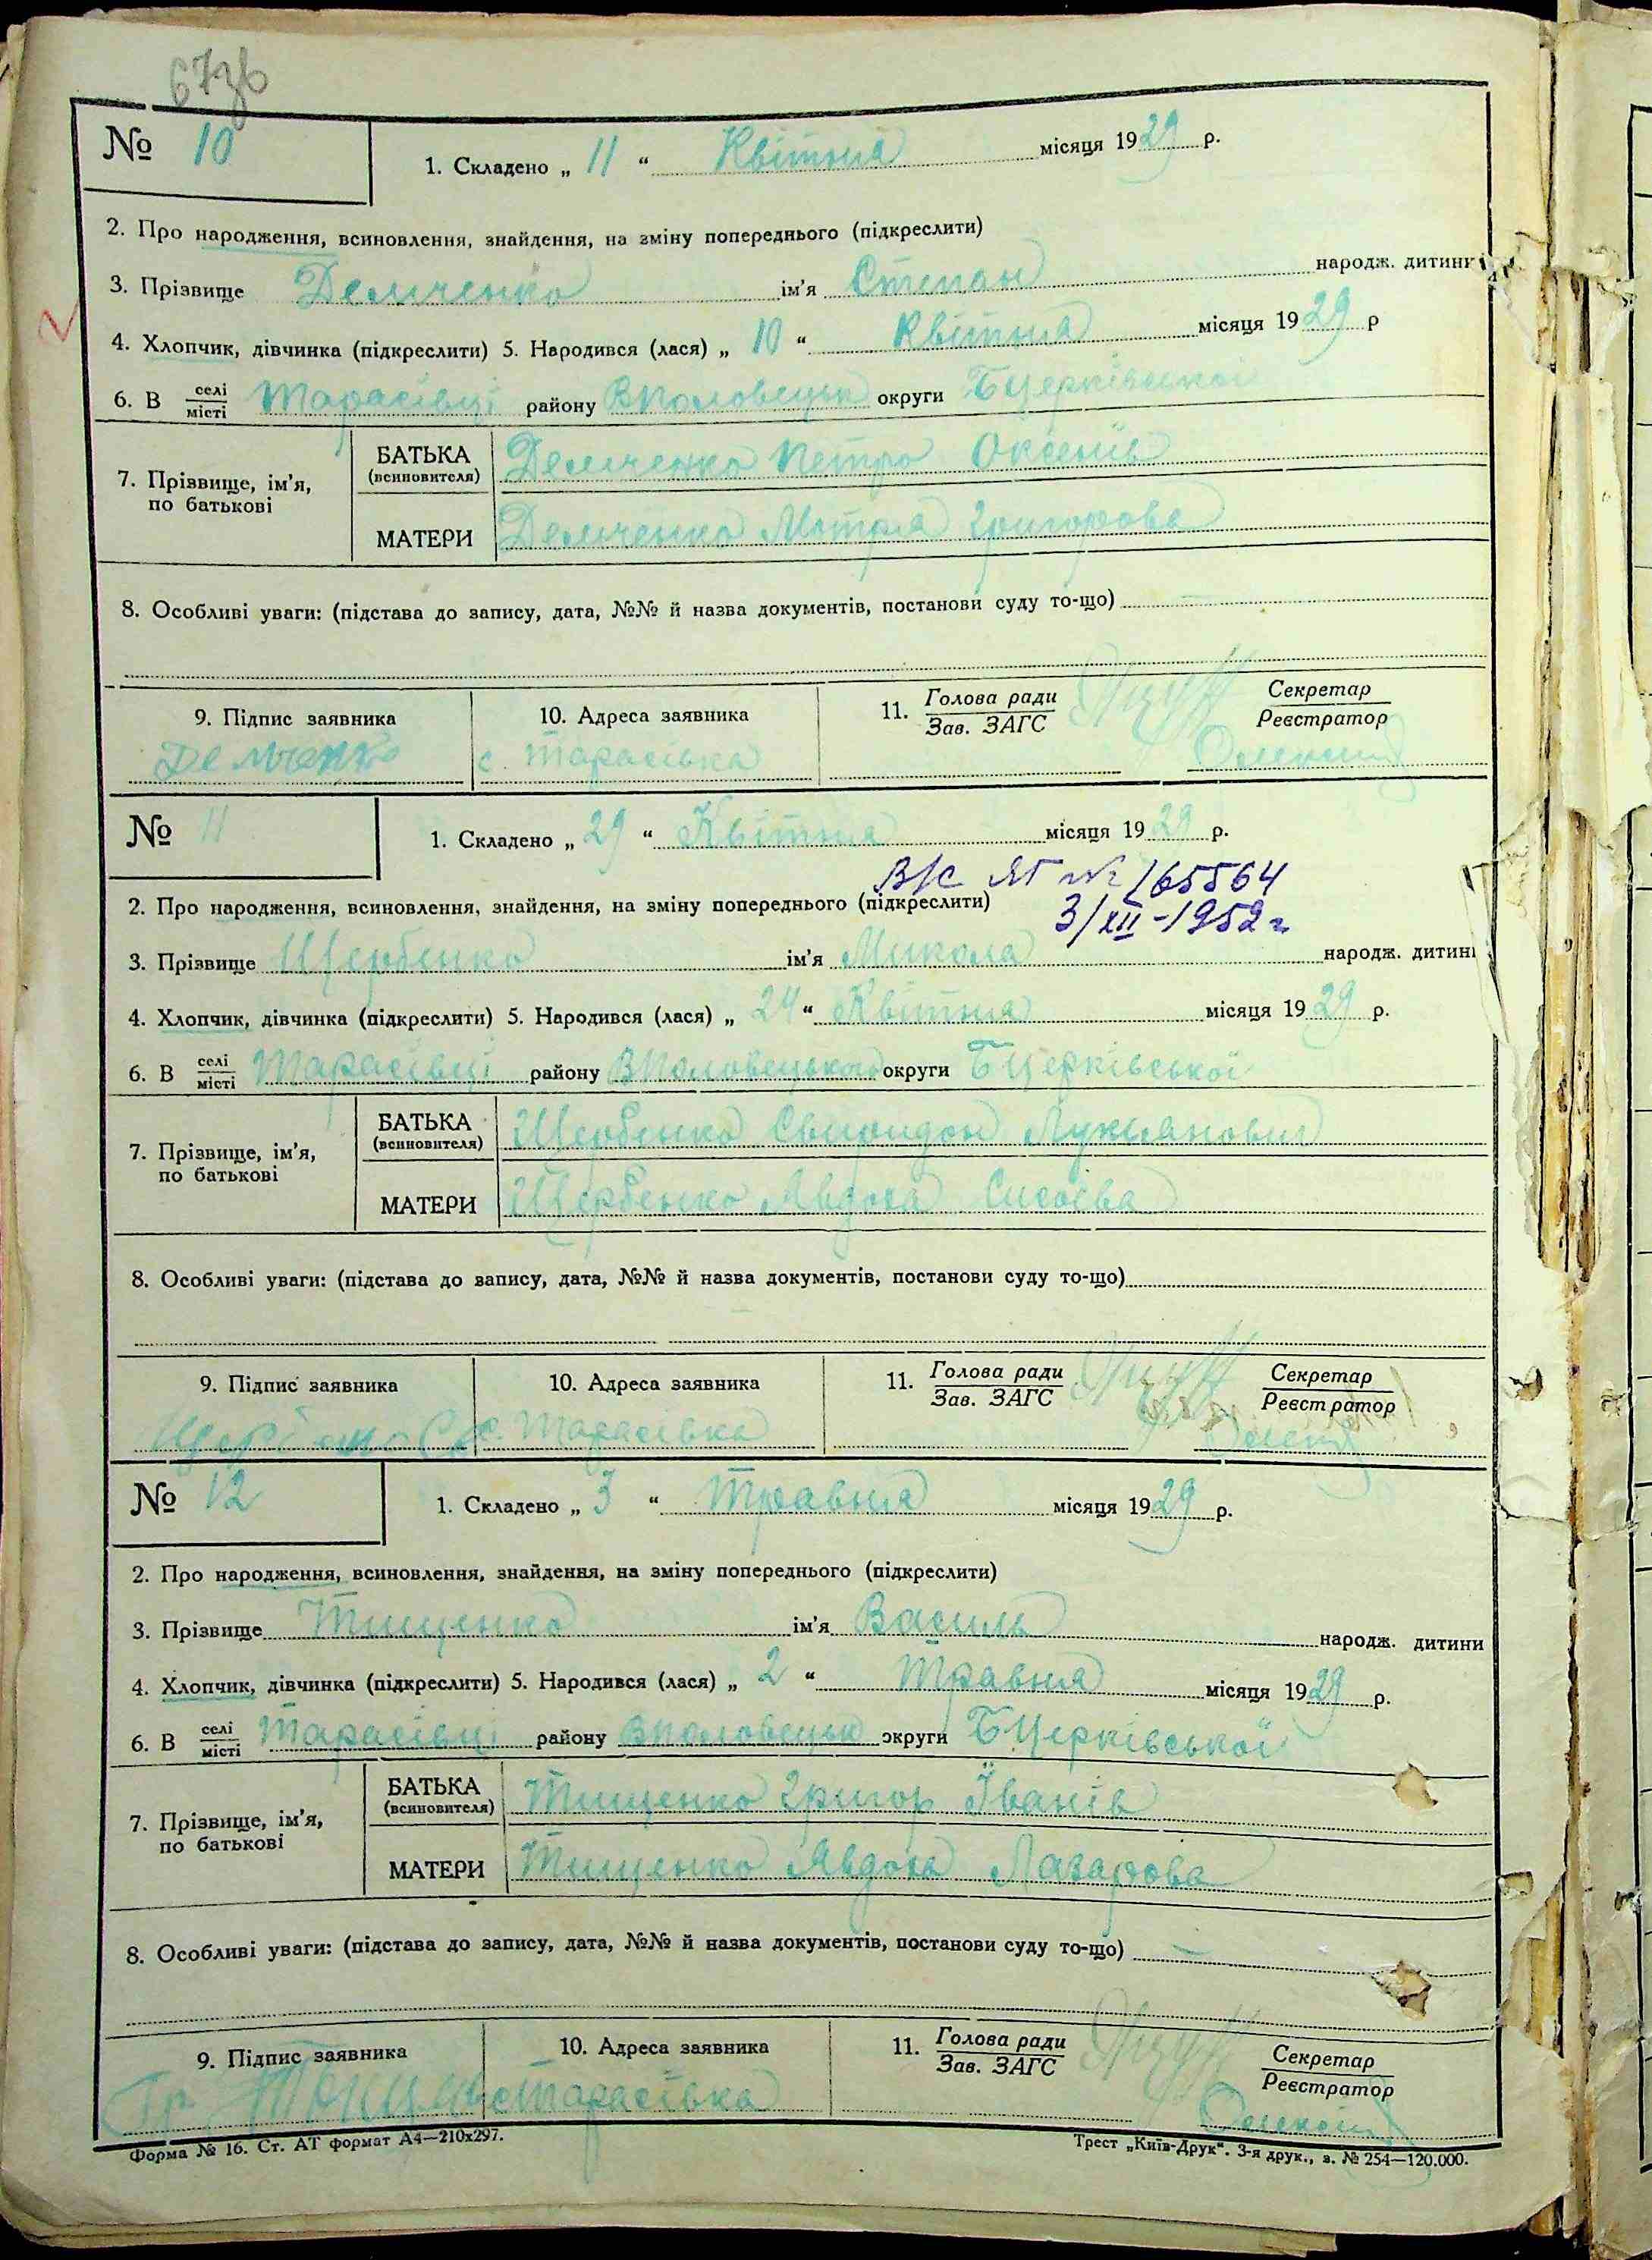 673б
№ 10
1. Складено „ 11 “ Квітня місяця 1929 р.
2. Про народження, всиновлення, знайдення, на зміну попереднього (підкреслити)
3. Прізвище Демченко ім'я Степан народж. дитини
4. Хлопчик, дівчинка (підкреслити) 5. Народився (лася) „ 10 “ Квітня місяця 1929 р
6. В селі/місті Тарасівці району ВПоловецьк округи БЦерківської
7. Прізвище, ім'я, по батькові
БАТЬКА (всиновителя) Демченко Петро Оксенів
МАТЕРИ Демченко Мотря Григорова
8. Особливі уваги: (підстава до запису, дата, №№ й назва документів, постанови суду то-що)
9. Підпис заявника 10. Адреса заявника 11. Голова ради/Зав. ЗАГС Секретар/Реєстратор
Демченко с. Тарасівка
№ 11
1. Складено „ 29 “ Квітня місяця 1929 р.
В/С ЯГ № 165564
2. Про народження, всиновлення, знайдення, на зміну попереднього (підкреслити)
3/XII-1952 г
3. Прізвище Щербенко ім'я Микола народж. дитини
4. Хлопчик, дівчинка (підкреслити) 5. Народився (лася) „ 24 “ Квітня місяця 1929 р.
6. В селі/місті Тарасівці району ВПоловецького округи БЦерківської
7. Прізвище, ім'я, по батькові
БАТЬКА (всиновителя) Щербенко Свиридон Лукіянович
МАТЕРИ Щербенко Явдоха Сисоєва
8. Особливі уваги: (підстава до запису, дата, №№ й назва документів, постанови суду то-що)
9. Підпис заявника 10. Адреса заявника 11. Голова ради/Зав. ЗАГС Секретар/Реєстратор
с. Тарасівка
№ 12
1. Складено „ 3 “ Травня місяця 1929 р.
2. Про народження, всиновлення, знайдення, на зміну попереднього (підкреслити)
3. Прізвище Тищенко ім'я Василь народж. дитини
4. Хлопчик, дівчинка (підкреслити) 5. Народився (лася) „ 2 “ Травня місяця 1929 р.
6. В селі/місті Тарасівці району ВПоловецьк округи БЦерківської
7. Прізвище, ім'я, по батькові
БАТЬКА (всиновителя) Тищенко Григор Іванів
МАТЕРИ Тищенко Явдоха Лазарова
8. Особливі уваги: (підстава до запису, дата, №№ й назва документів, постанови суду то-що)
9. Підпис заявника 10. Адреса заявника 11. Голова ради/Зав. ЗАГС Секретар/Реєстратор
с Тарасівка
Форма № 16. Ст. АТ формат А4—210х297. Трест „Київ-Друк“. 3-я друк., з. № 254—120.000.